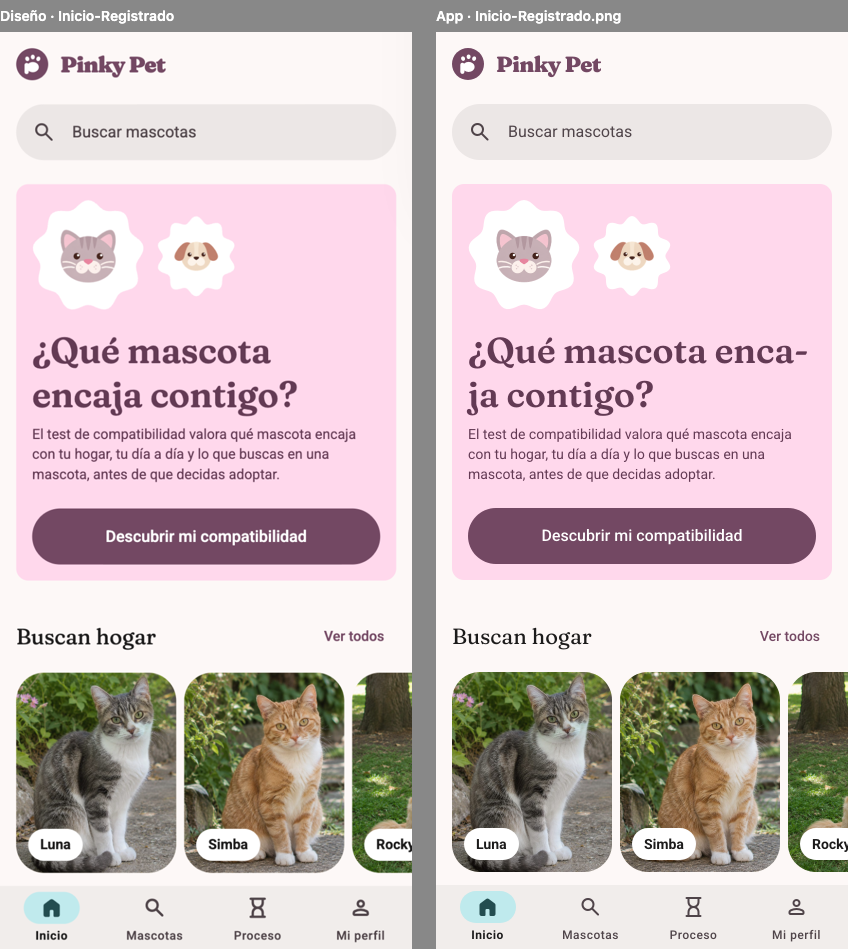 Diseño · Inicio-Registrado
Pinky Pet
Buscar mascotas
¿Qué mascota
encaja contigo?
El test de compatibilidad valora qué mascota encaja
con tu hogar, tu día a día y lo que buscas en una
mascota, antes de que decidas adoptar.
Descubrir mi compatibilidad
Buscan hogar
Ver todos
Luna
Simba
Rocky
Inicio
Mascotas
Proceso
Mi perfil
App · Inicio-Registrado.png
Pinky Pet
Buscar mascotas
¿Qué mascota enca-
ja contigo?
El test de compatibilidad valora qué mascota encaja
con tu hogar, tu día a día y lo que buscas en una
mascota, antes de que decidas adoptar.
Descubrir mi compatibilidad
Buscan hogar
Ver todos
Luna
Simba
Rocky
Inicio
Mascotas
Proceso
Mi perfil